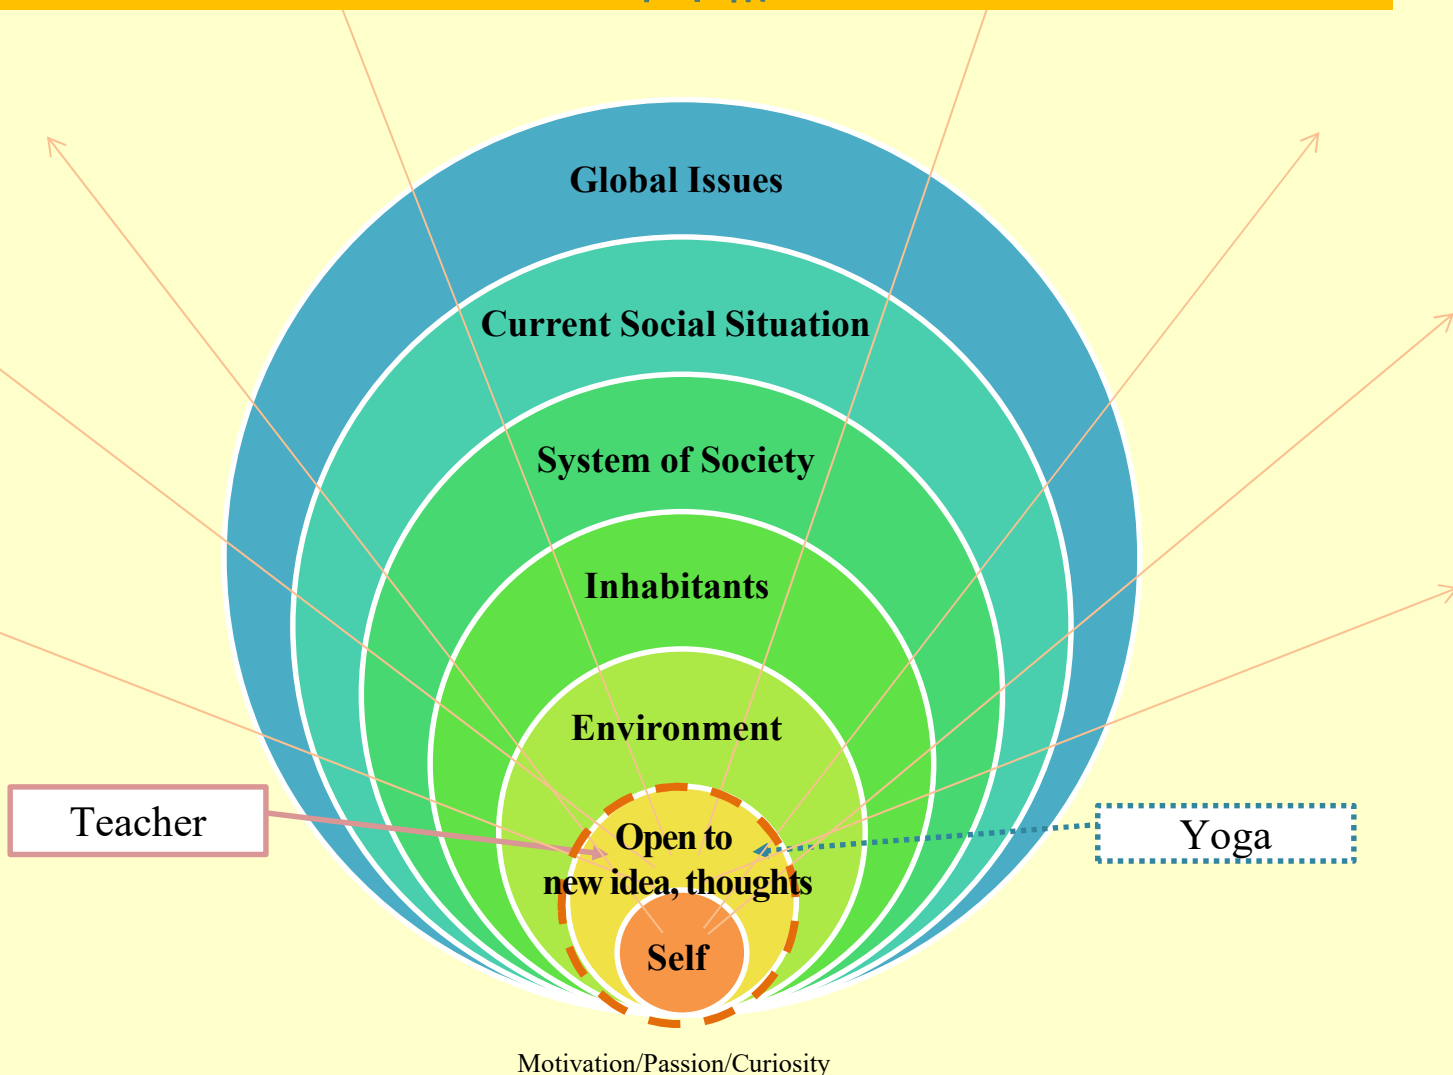 Global Issues
Current Social Situation
System of Society
Inhabitants
Environment
Teacher
Open to
new idea, thoughts
Yoga
Self
Motivation/Passion/Curiosity